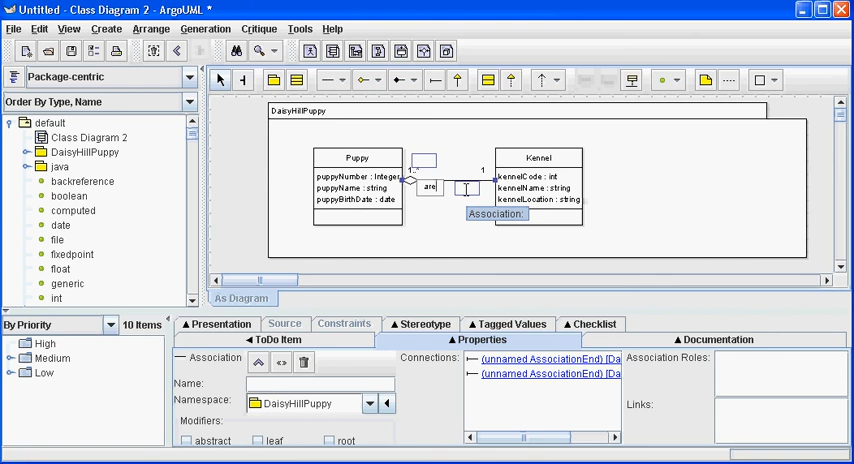 Untitled - Class Diagram 2 - ArgoUML *
File Edit View Create Arrange Generation Critique Tools Help
Package-centric
Order By Type, Name
default
Class Diagram 2
DaisyHillPuppy
java
backreference
boolean
computed
date
file
fixedpoint
float
generic
int
DaisyHillPuppy
Puppy
puppyNumber : Integer
puppyName : string
puppyBirthDate : date
1..*
are
1
Kennel
kennelCode : int
kennelName : string
kennelLocation : string
Association:
As Diagram
By Priority 10 Items
High
Medium
Low
Presentation Source Constraints Stereotype Tagged Values Checklist
ToDo Item Properties Documentation
Association
Name:
Namespace: DaisyHillPuppy
Modifiers:
abstract leaf root
Connections: (unnamed AssociationEnd) [Da
(unnamed AssociationEnd) [Da
Association Roles:
Links: